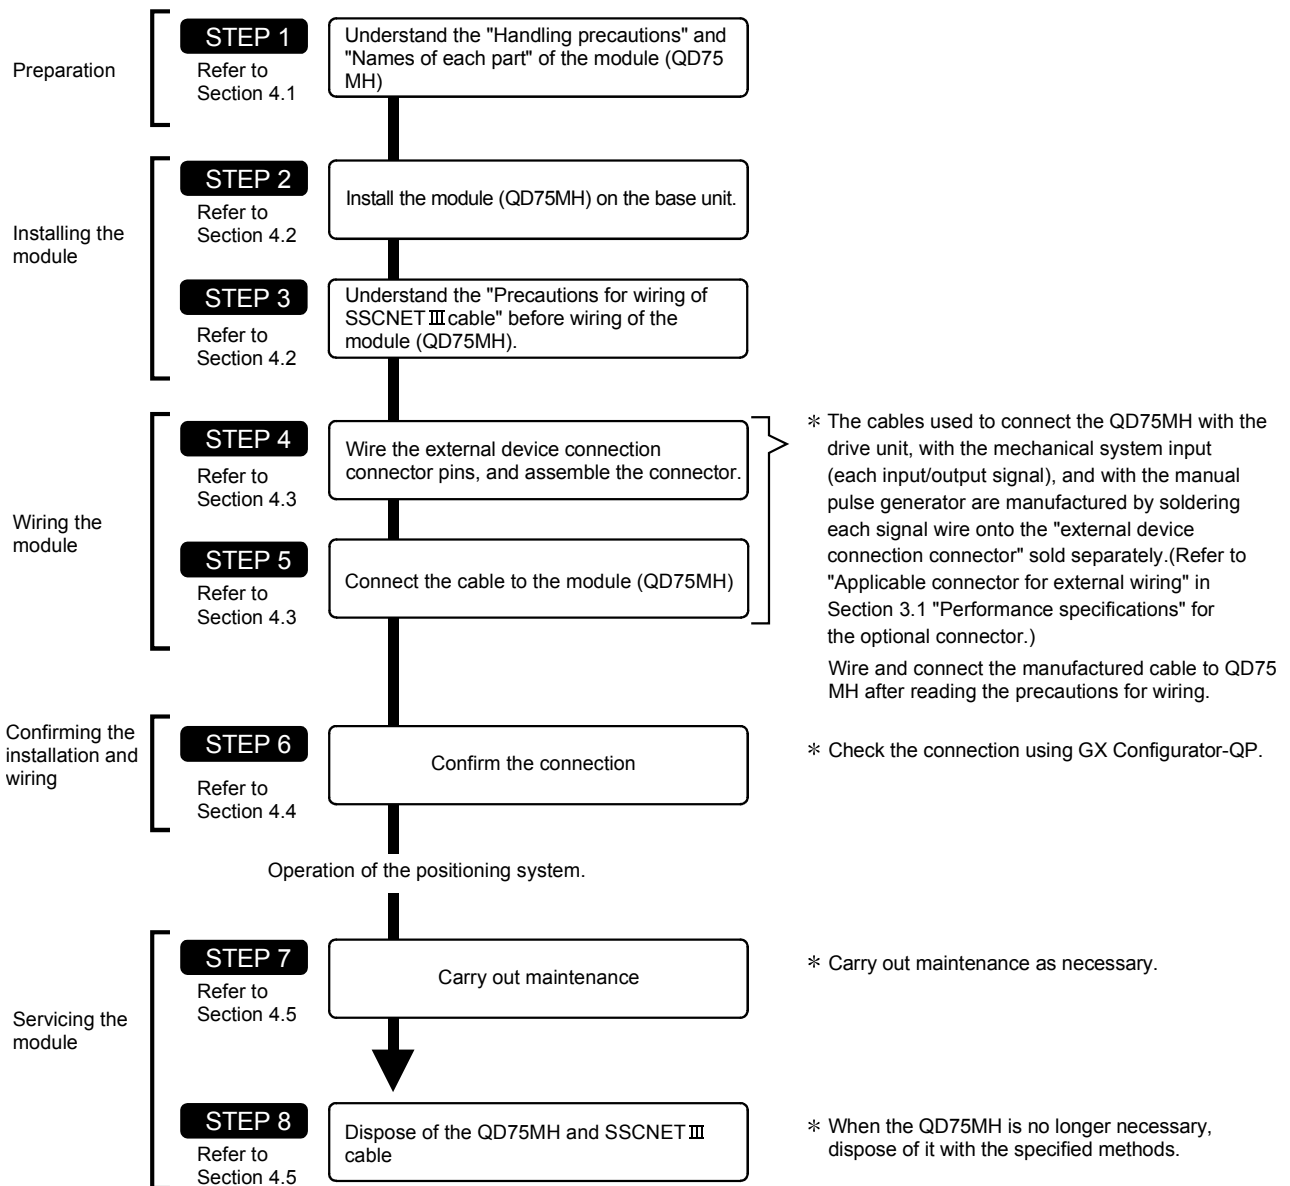 Preparation
STEP 1
Refer to
Section 4.1
Understand the "Handling precautions" and
"Names of each part" of the module (QD75
MH)
Installing the
module
STEP 2
Refer to
Section 4.2
Install the module (QD75MH) on the base unit.
STEP 3
Refer to
Section 4.2
Understand the "Precautions for wiring of
SSCNETⅢcable" before wiring of the
module (QD75MH).
Wiring the
module
STEP 4
Refer to
Section 4.3
Wire the external device connection
connector pins, and assemble the connector.
STEP 5
Refer to
Section 4.3
Connect the cable to the module (QD75MH)
* The cables used to connect the QD75MH with the
drive unit, with the mechanical system input
(each input/output signal), and with the manual
pulse generator are manufactured by soldering
each signal wire onto the "external device
connection connector" sold separately.(Refer to
"Applicable connector for external wiring" in
Section 3.1 "Performance specifications" for
the optional connector.)
Wire and connect the manufactured cable to QD75
MH after reading the precautions for wiring.
Confirming the
installation and
wiring
STEP 6
Refer to
Section 4.4
Confirm the connection
* Check the connection using GX Configurator-QP.
Operation of the positioning system.
Servicing the
module
STEP 7
Refer to
Section 4.5
Carry out maintenance
* Carry out maintenance as necessary.
STEP 8
Refer to
Section 4.5
Dispose of the QD75MH and SSCNETⅢ
cable
* When the QD75MH is no longer necessary,
dispose of it with the specified methods.